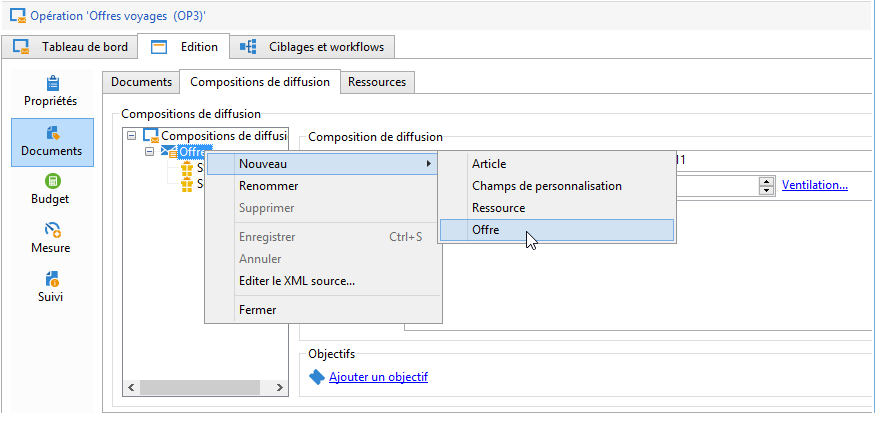 Opération 'Offres voyages (OP3)'
Tableau de bord
Edition
Ciblages et workflows
Propriétés
Documents
Budget
Mesure
Suivi
Documents
Compositions de diffusion
Ressources
Compositions de diffusion
Compositions de diffusi
Offre
S
S
Composition de diffusion
11
Ventilation...
Nouveau
Renommer
Supprimer
Enregistrer Ctrl+S
Annuler
Editer le XML source...
Fermer
Article
Champs de personnalisation
Ressource
Offre
Objectifs
Ajouter un objectif